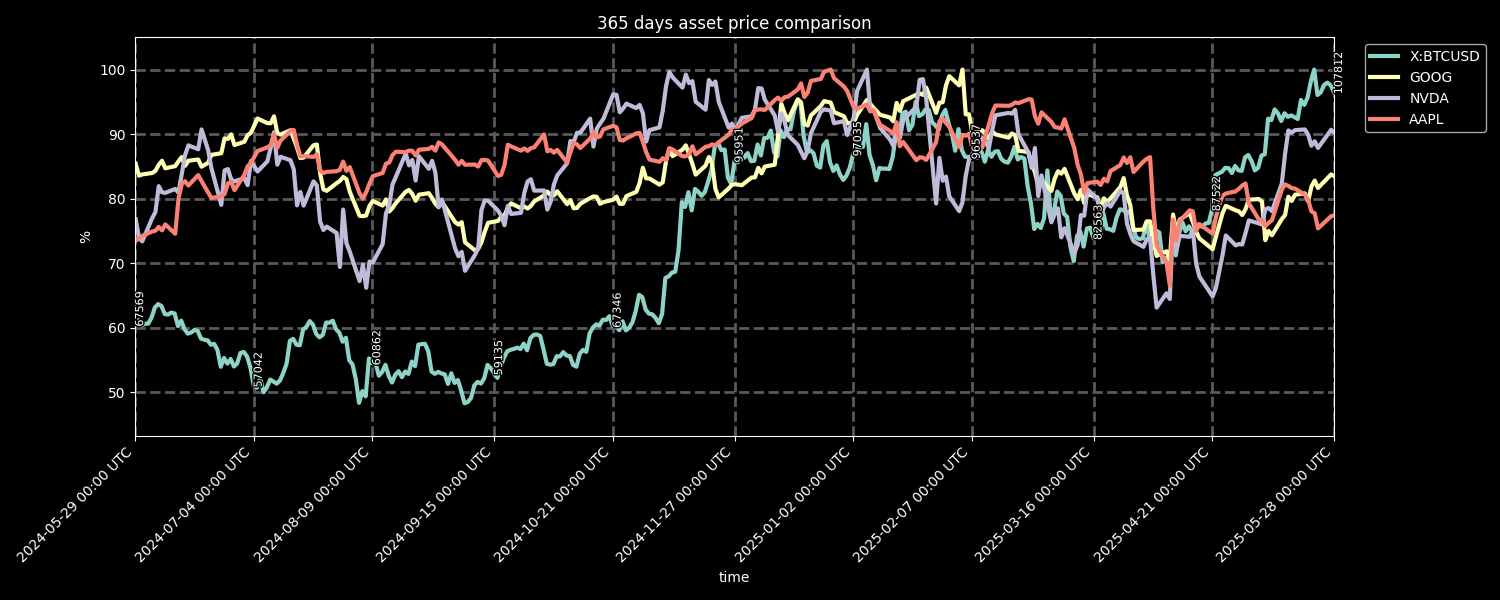 365 days asset price comparison
X:BTCUSD
GOOG
NVDA
AAPL
%
100
90
80
70
60
50
67569
57042
60862
59135
67346
95951
97035
96537
82563
87522
107812
2024-05-29 00:00 UTC
2024-07-04 00:00 UTC
2024-08-09 00:00 UTC
2024-09-15 00:00 UTC
2024-10-21 00:00 UTC
2024-11-27 00:00 UTC
2025-01-02 00:00 UTC
2025-02-07 00:00 UTC
2025-03-16 00:00 UTC
2025-04-21 00:00 UTC
2025-05-28 00:00 UTC
time